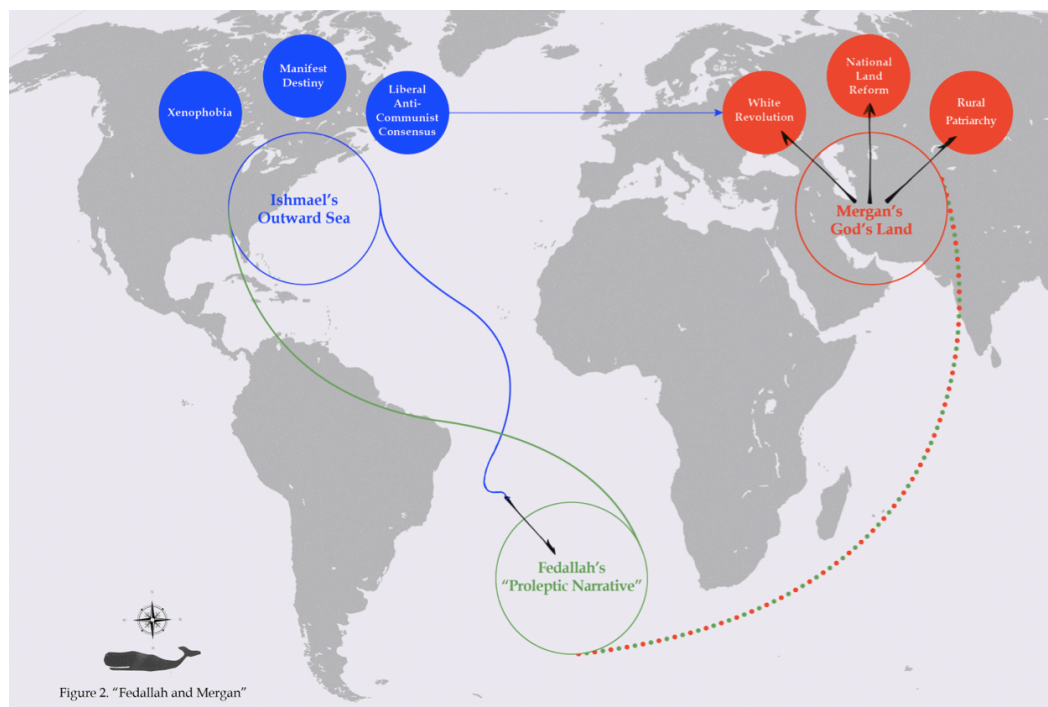 Xenophobia
Manifest
Destiny
Liberal
Anti-
Communist
Consensus
White
Revolution
National
Land
Reform
Rural
Patriarchy
Ishmael's
Outward Sea
Mergan's
God's Land
Fedallah's
"Proleptic Narrative"
Figure 2. "Fedallah and Mergan"